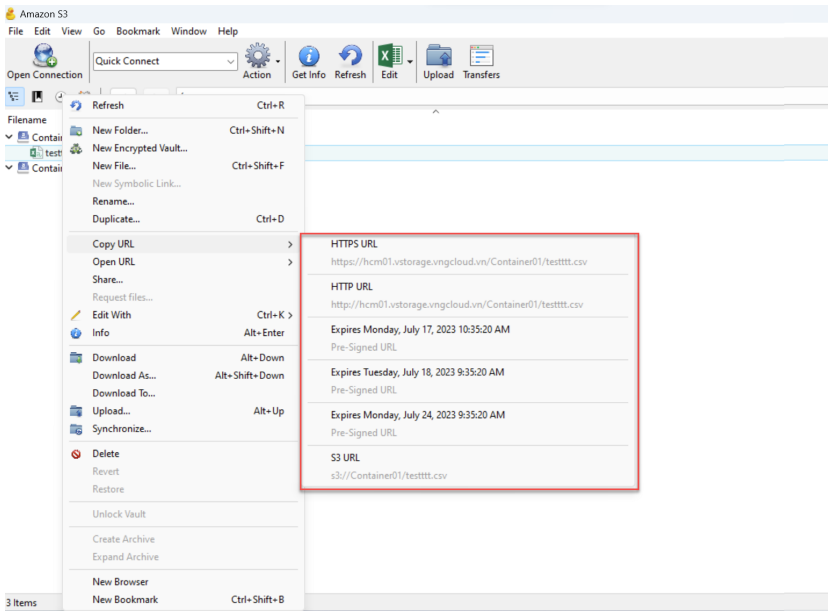 Amazon S3
File Edit View Go Bookmark Window Help
Quick Connect
Open Connection Action Get Info Refresh Edit Upload Transfers
Filename
Refresh Ctrl+R
New Folder... Ctrl+Shift+N
Contai
New Encrypted Vault...
test
New File... Ctrl+Shift+F
Contai
New Symbolic Link...
Rename...
Duplicate... Ctrl+D
Copy URL
Open URL
Share...
Request files...
Edit With Ctrl+K
Info Alt+Enter
Download Alt+Down
Download As... Alt+Shift+Down
Download To...
Upload... Alt+Up
Synchronize...
Delete
Revert
Restore
Unlock Vault
Create Archive
Expand Archive
New Browser
New Bookmark Ctrl+Shift+B
HTTPS URL
https://hcm01.vstorage.vngcloud.vn/Container01/testttt.csv
HTTP URL
http://hcm01.vstorage.vngcloud.vn/Container01/testttt.csv
Expires Monday, July 17, 2023 10:35:20 AM
Pre-Signed URL
Expires Tuesday, July 18, 2023 9:35:20 AM
Pre-Signed URL
Expires Monday, July 24, 2023 9:35:20 AM
Pre-Signed URL
S3 URL
s3://Container01/testttt.csv
3 Items